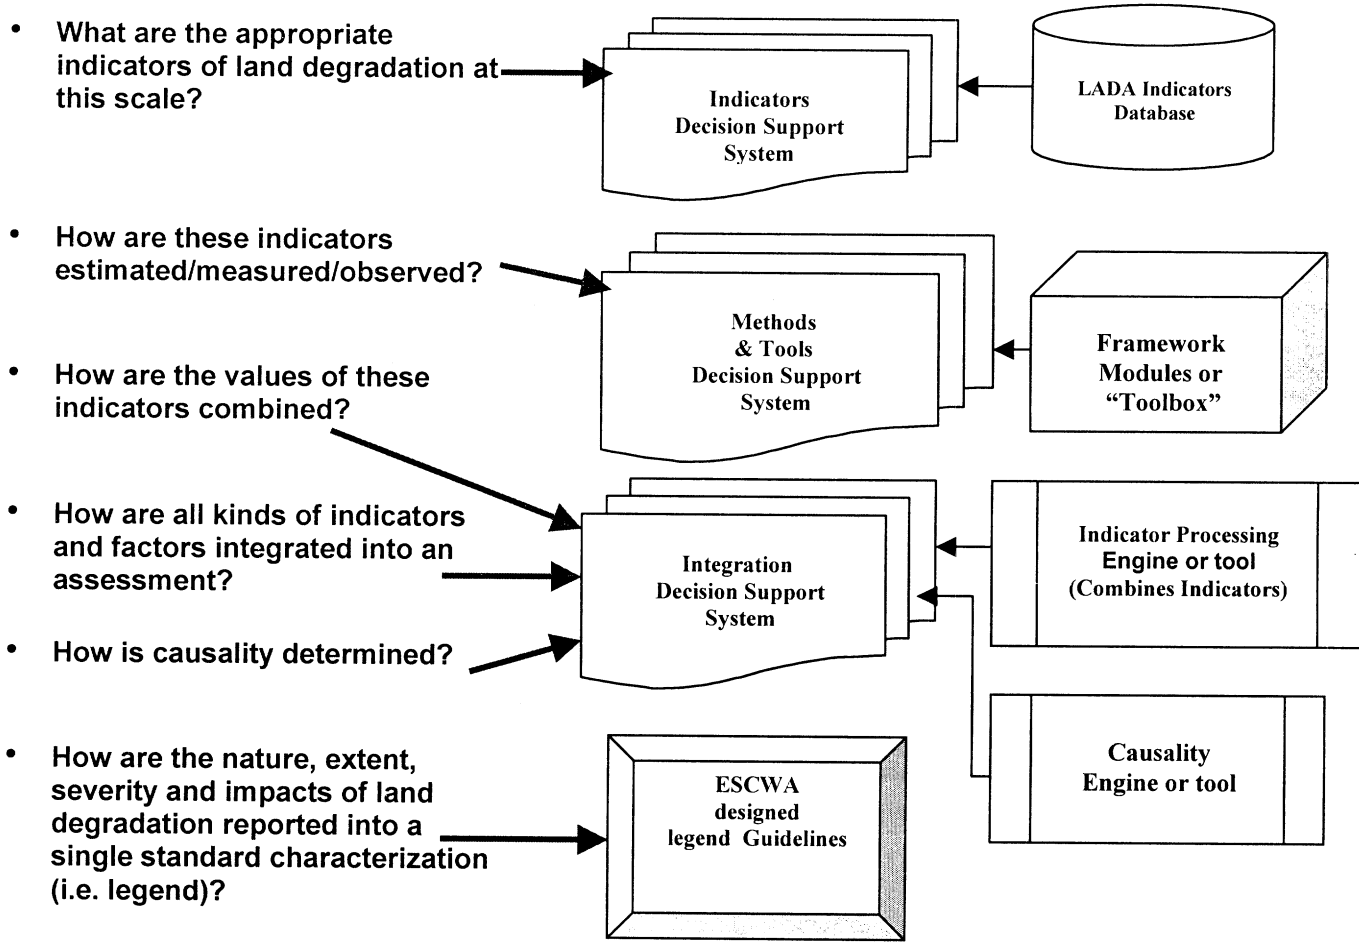 • What are the appropriate
indicators of land degradation at
this scale?
Indicators
Decision Support
System
LADA Indicators
Database
• How are these indicators
estimated/measured/observed?
Methods
& Tools
Decision Support
System
Framework
Modules or
“Toolbox”
• How are the values of these
indicators combined?
• How are all kinds of indicators
and factors integrated into an
assessment?
Integration
Decision Support
System
Indicator Processing
Engine or tool
(Combines Indicators)
• How is causality determined?
Causality
Engine or tool
• How are the nature, extent,
severity and impacts of land
degradation reported into a
single standard characterization
(i.e. legend)?
ESCWA
designed
legend Guidelines